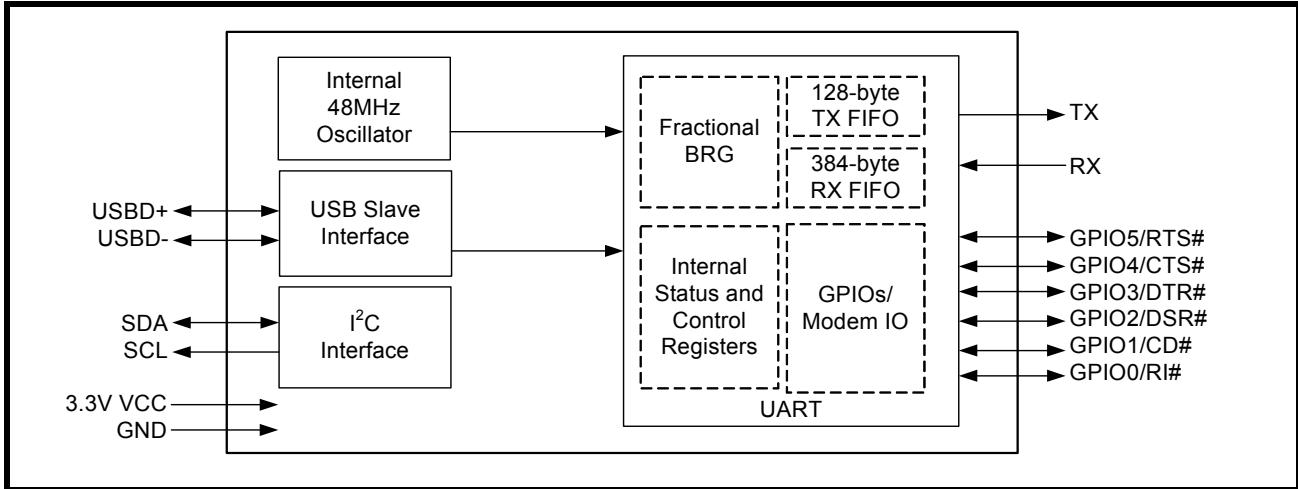 Internal
48MHz
Oscillator
USB Slave
Interface
I²C
Interface
USBD+
USBD-
SDA
SCL
3.3V VCC
GND
Fractional
BRG
128-byte
TX FIFO
384-byte
RX FIFO
Internal
Status and
Control
Registers
GPIOs/
Modem IO
UART
TX
RX
GPIO5/RTS#
GPIO4/CTS#
GPIO3/DTR#
GPIO2/DSR#
GPIO1/CD#
GPIO0/RI#